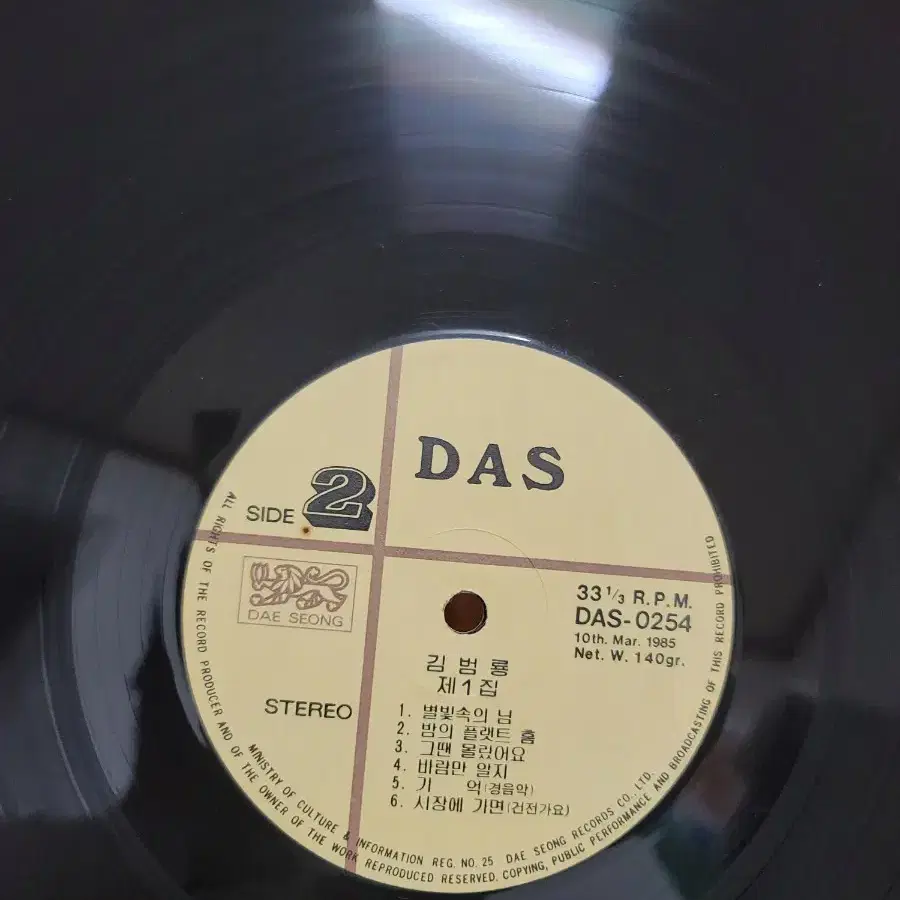 DAS
SIDE 2
DAE SEONG
STEREO
33 1/3 R.P.M.
DAS-0254
10th. Mar. 1985
Net. W. 140gr.
김범룡
제1집
1. 별빛속의 님
2. 밤의 플랫트 홈
3. 그땐 몰랐어요
4. 바람만 알지
5. 기 억(경음악)
6. 시장에 가면(건전가요)
ALL RIGHTS OF THE RECORD PRODUCER AND OF THE OWNER OF THE WORK REPRODUCED RESERVED. COPYING, PUBLIC PERFORMANCE AND BROADCASTING OF THIS RECORD PROHIBITED
MINISTRY OF CULTURE & INFORMATION REG. NO. 25 DAE SEONG RECORDS CO., LTD.